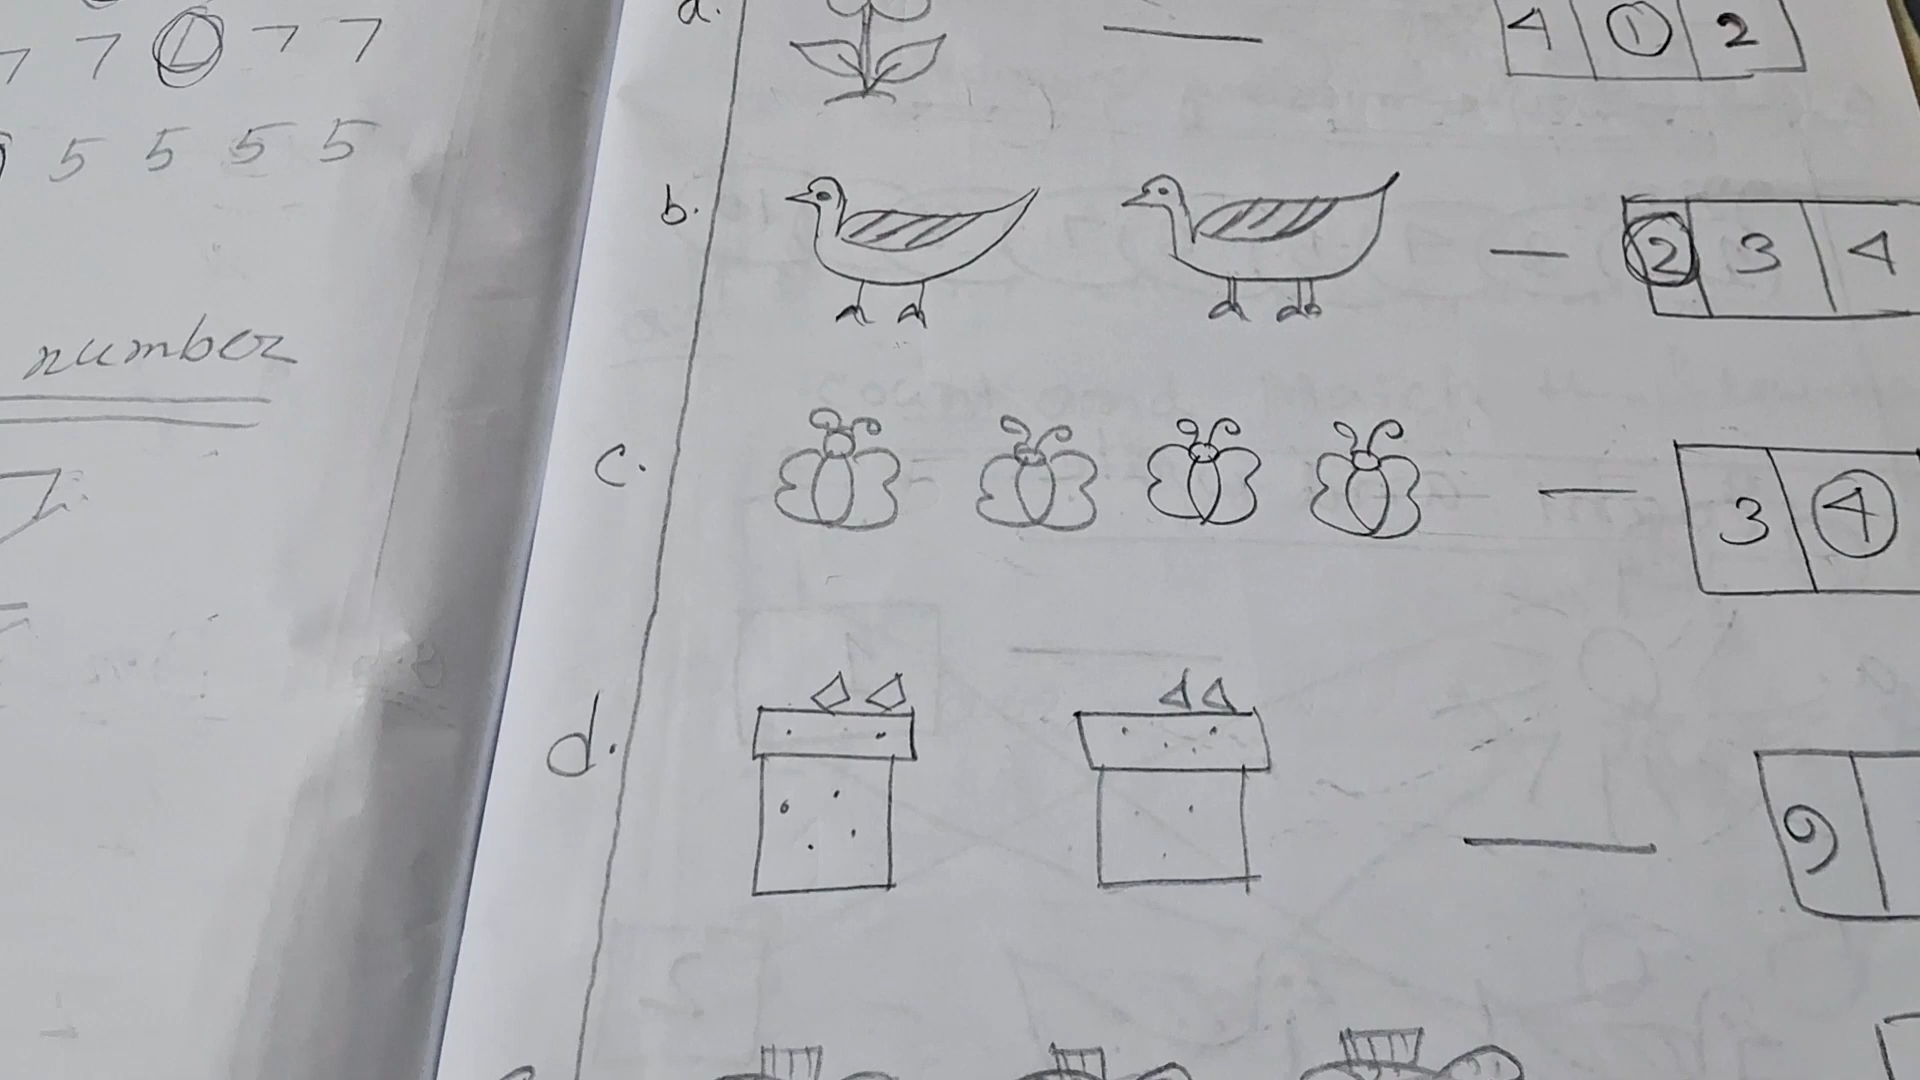 7 7 1 7 7
5 5 5 5
number
a. 4 1 2
b. 2 3 4
c. 3 4
d. 9